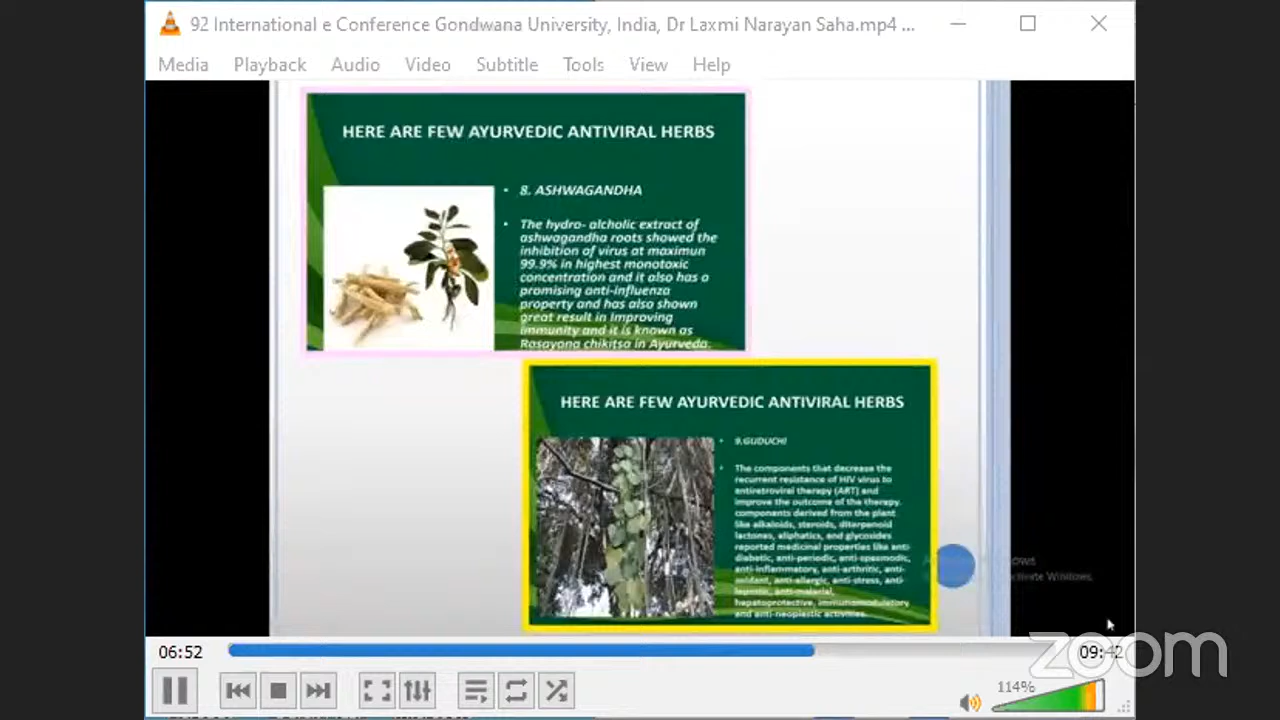 92 International e Conference Gondwana University, India, Dr Laxmi Narayan Saha.mp4 ...
Media Playback Audio Video Subtitle Tools View Help
HERE ARE FEW AYURVEDIC ANTIVIRAL HERBS
• 8. ASHWAGANDHA
• The hydro- alcholic extract of
ashwagandha roots showed the
inhibition of virus at maximun
99.9% in highest monotoxic
concentration and it also has a
promising anti-influenza
property and has also shown
great result in Improving
immunity and it is known as
Rasayana chikitsa in Ayurveda.
HERE ARE FEW AYURVEDIC ANTIVIRAL HERBS
• 9.GUDUCHI
• The components that decrease the
recurrent resistance of HIV virus to
antiretroviral therapy (ART) and
improve the outcome of the therapy.
components derived from the plant
like alkaloids, steroids, diterpenoid
lactones, aliphatics, and glycosides
reported medicinal properties like anti-
diabetic, anti-periodic, anti-spasmodic,
anti-inflammatory, anti-arthritic, anti-
oxidant, anti-allergic, anti-stress, anti-
leprotic, anti-malarial,
hepatoprotective, immunomodulatory
and anti-neoplastic activities.
06:52
09:42
zoom
114%